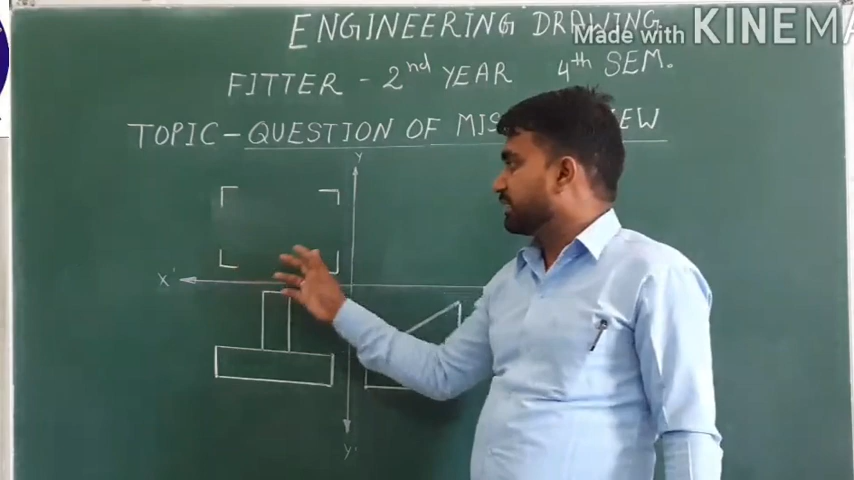 ENGINEERING DRAWING
Made with KINEMA
FITTER - 2nd YEAR 4th SEM.
TOPIC - QUESTION OF
Y
X'
Y'